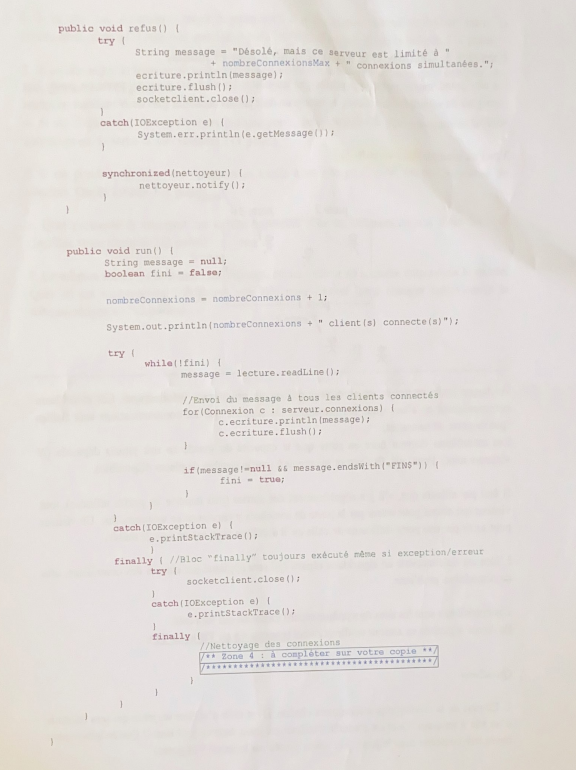 public void refus() {
try {
String message = "Désolé, mais ce serveur est limité à "
+ nombreConnexionsMax + " connexions simultanées.";
ecriture.println(message);
ecriture.flush();
socketclient.close();
}
catch(IOException e) {
System.err.println(e.getMessage());
}
synchronized(nettoyeur) {
nettoyeur.notify();
}
}
public void run() {
String message = null;
boolean fini = false;
nombreConnexions = nombreConnexions + 1;
System.out.println(nombreConnexions + " client(s) connecte(s)");
try {
while(!fini) {
message = lecture.readLine();
//Envoi du message à tous les clients connectés
for(Connexion c : serveur.connexions) {
c.ecriture.println(message);
c.ecriture.flush();
}
if(message!=null && message.endsWith("FIN$")) {
fini = true;
}
}
}
catch(IOException e) {
e.printStackTrace();
}
finally { //Bloc "finally" toujours exécuté même si exception/erreur
try {
socketclient.close();
}
catch(IOException e) {
e.printStackTrace();
}
finally {
//Nettoyage des connexions
/** Zone 4 : à compléter sur votre copie **/
/******************************************/
}
}
}
}
}